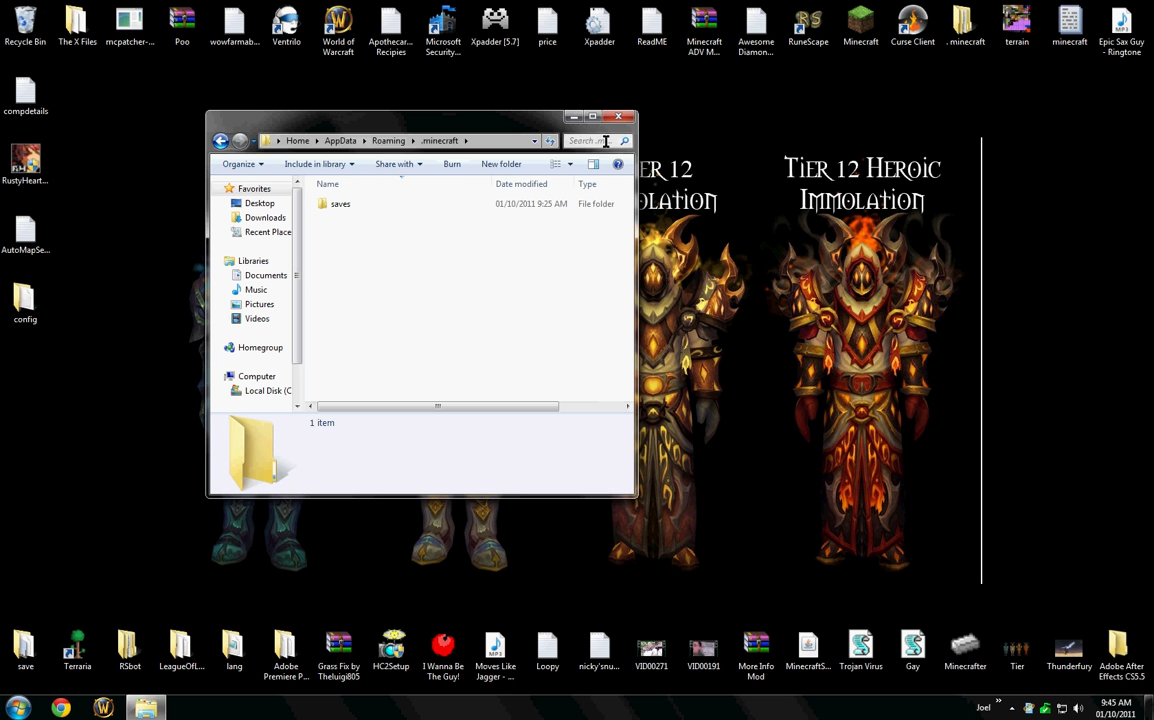 Recycle Bin
The X Files
mcpatcher-...
Poo
wowfarmab...
Ventrilo
World of
Warcraft
Apothecar...
Recipies
Microsoft
Security...
Xpadder
[5.7]
price
Xpadder
ReadME
Minecraft
ADV M...
Awesome
Diamon...
RuneScape
Minecraft
Curse Client
. minecraft
terrain
minecraft
Epic Sax Guy
- Ringtone
compdetails
RustyHeart...
AutoMapSe...
config
Home
AppData
Roaming
.minecraft
Search .m...
Organize
Include in library
Share with
Burn
New folder
Favorites
Desktop
Downloads
Recent Place
Libraries
Documents
Music
Pictures
Videos
Homegroup
Computer
Local Disk (C
Name
Date modified
Type
saves
01/10/2011 9:25 AM
File folder
1 item
Tier 12 Heroic
Immolation
save
Terraria
RSbot
LeagueOfL...
lang
Adobe
Premiere P...
Grass Fix by
Theluigi805
HC2Setup
I Wanna Be
The Guy!
Moves Like
Jagger - ...
Loopy
nicky'snu...
VID00271
VID00191
More Info
Mod
MinecraftS...
Trojan Virus
Gay
Minecrafter
Tier
Thunderfury
Adobe After
Effects CS5.5
Joel
9:45 AM
01/10/2011